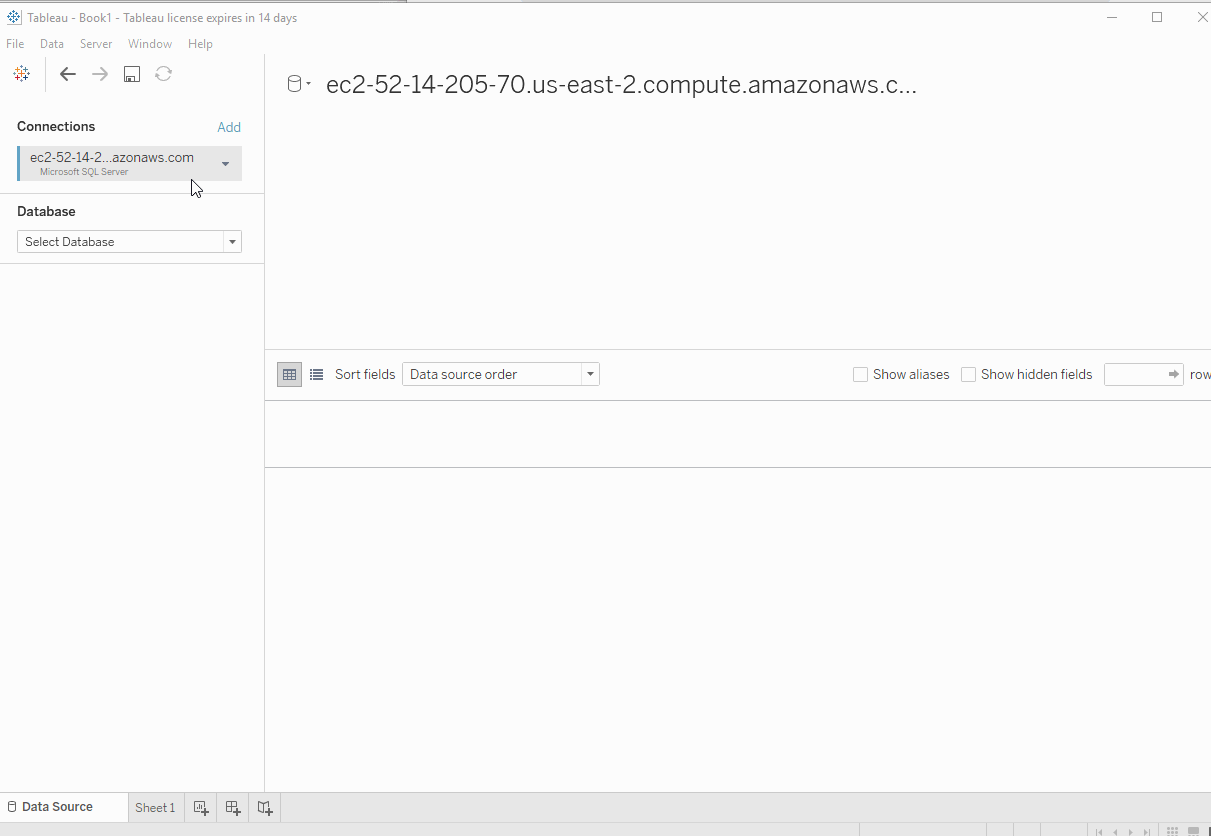 Tableau - Book1 - Tableau license expires in 14 days
File Data Server Window Help
ec2-52-14-205-70.us-east-2.compute.amazonaws.c...
Connections Add
ec2-52-14-2...azonaws.com
Microsoft SQL Server
Database
Select Database
Sort fields Data source order Show aliases Show hidden fields row
Data Source Sheet 1